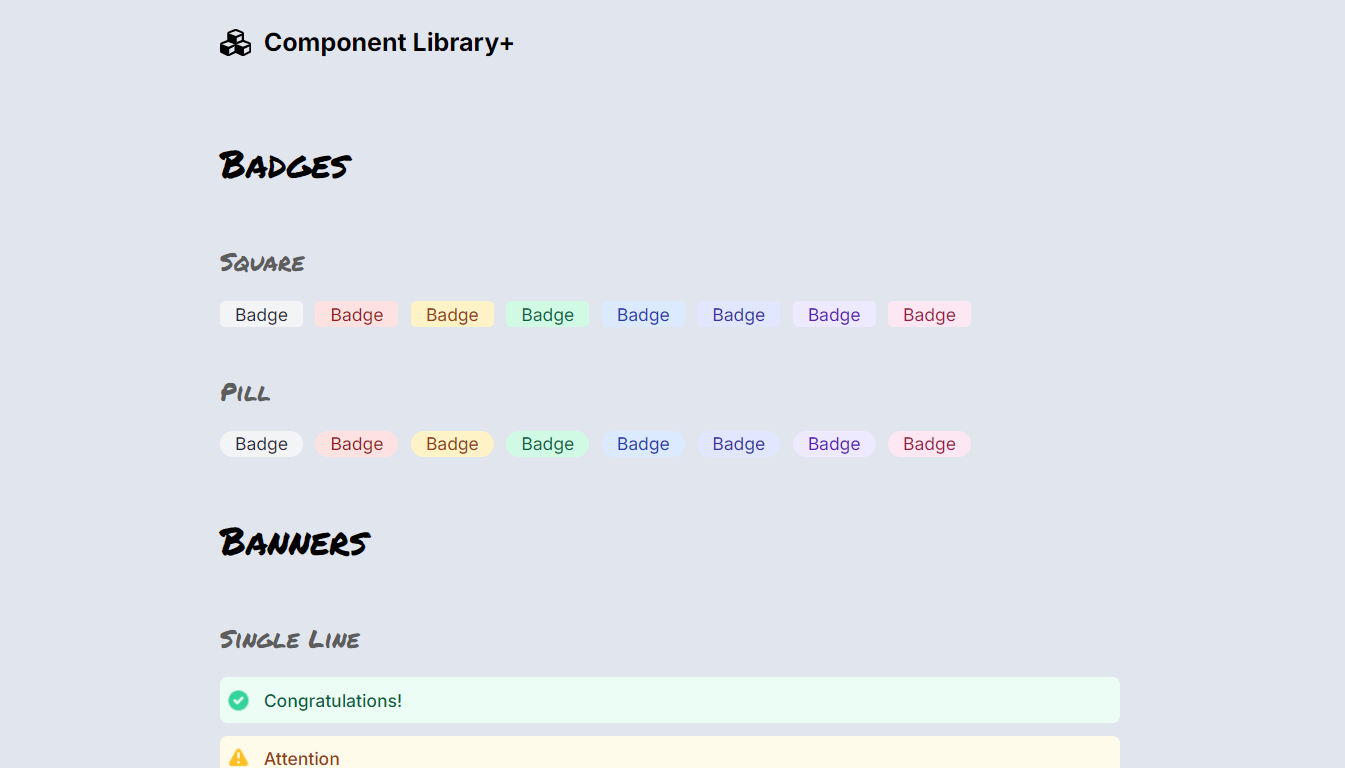 Component Library+
Badges
Square
Badge Badge Badge Badge Badge Badge Badge Badge
Pill
Badge Badge Badge Badge Badge Badge Badge Badge
Banners
Single Line
Congratulations!
Attention